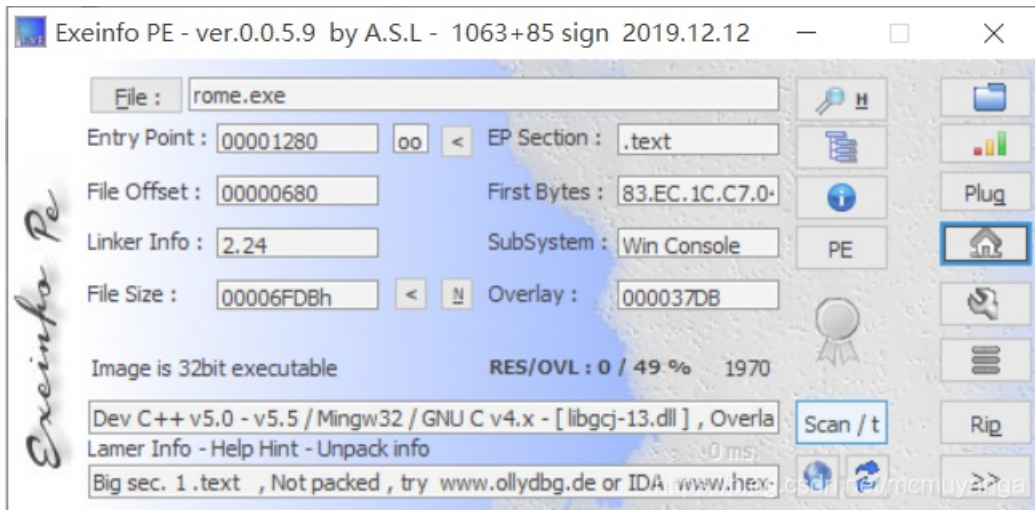 Exeinfo PE - ver.0.0.5.9 by A.S.L - 1063+85 sign 2019.12.12
File : rome.exe H
Entry Point : 00001280 oo < EP Section : .text
File Offset : 00000680 First Bytes : 83.EC.1C.C7.0 Plug
Linker Info : 2.24 SubSystem : Win Console PE
File Size : 00006FDBh < N Overlay : 000037DB
Image is 32bit executable RES/OVL : 0 / 49 % 1970
Dev C++ v5.0 - v5.5 / Mingw32 / GNU C v4.x - [ libgcj-13.dll ] , Overla Scan / t Rip
Lamer Info - Help Hint - Unpack info 0 ms.
Big sec. 1 .text , Not packed , try www.ollydbg.de or IDA www.hex- >>
Exeinfo Pe